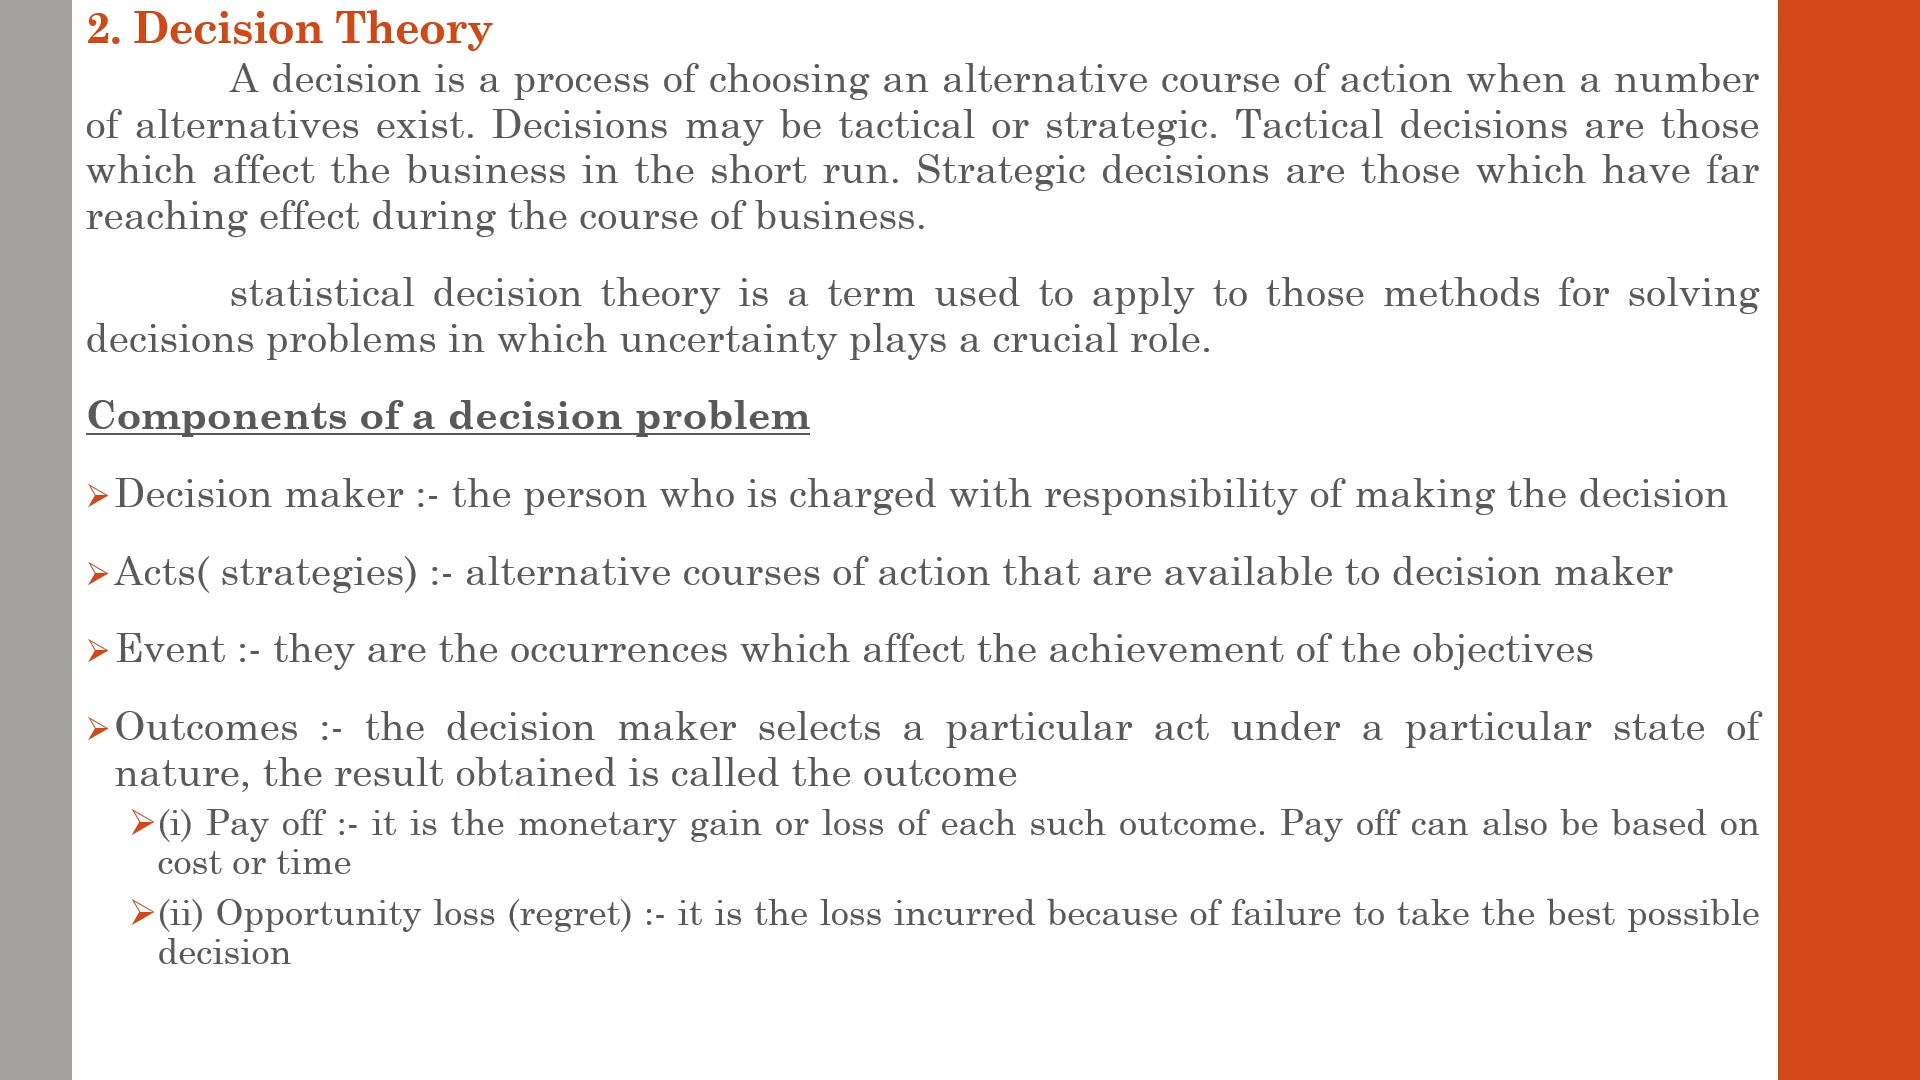 2. Decision Theory
A decision is a process of choosing an alternative course of action when a number
of alternatives exist. Decisions may be tactical or strategic. Tactical decisions are those
which affect the business in the short run. Strategic decisions are those which have far
reaching effect during the course of business.
statistical decision theory is a term used to apply to those methods for solving
decisions problems in which uncertainty plays a crucial role.
Components of a decision problem
➢Decision maker :- the person who is charged with responsibility of making the decision
➢Acts( strategies) :- alternative courses of action that are available to decision maker
➢Event :- they are the occurrences which affect the achievement of the objectives
➢Outcomes :- the decision maker selects a particular act under a particular state of
nature, the result obtained is called the outcome
➢(i) Pay off :- it is the monetary gain or loss of each such outcome. Pay off can also be based on
cost or time
➢(ii) Opportunity loss (regret) :- it is the loss incurred because of failure to take the best possible
decision